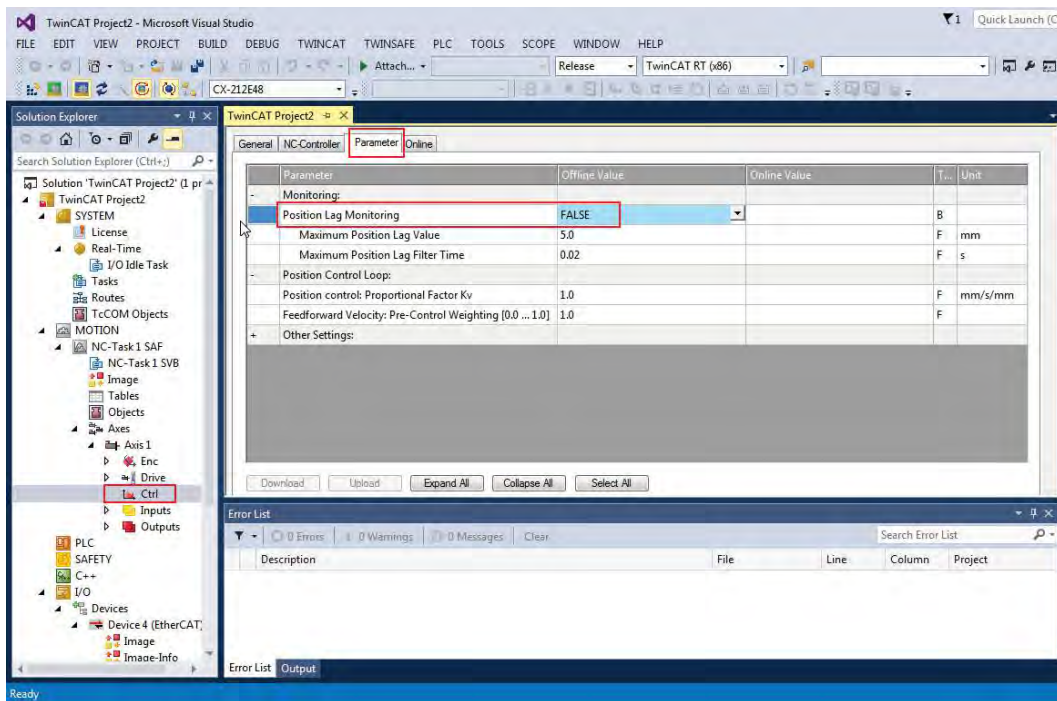 TwinCAT Project2 - Microsoft Visual Studio
1 Quick Launch (C
FILE EDIT VIEW PROJECT BUILD DEBUG TWINCAT TWINSAFE PLC TOOLS SCOPE WINDOW HELP
Attach... Release TwinCAT RT (x86)
CX-212E48
Solution Explorer
Search Solution Explorer (Ctrl+;)
Solution 'TwinCAT Project2' (1 pr
TwinCAT Project2
SYSTEM
License
Real-Time
I/O Idle Task
Tasks
Routes
TcCOM Objects
MOTION
NC-Task 1 SAF
NC-Task 1 SVB
Image
Tables
Objects
Axes
Axis 1
Enc
Drive
Ctrl
Inputs
Outputs
PLC
SAFETY
C++
I/O
Devices
Device 4 (EtherCAT)
Image
Image-Info
TwinCAT Project2
General NC-Controller Parameter Online
Parameter Offline Value Online Value T... Unit
- Monitoring:
Position Lag Monitoring FALSE B
Maximum Position Lag Value 5.0 F mm
Maximum Position Lag Filter Time 0.02 F s
- Position Control Loop:
Position control: Proportional Factor Kv 1.0 F mm/s/mm
Feedforward Velocity: Pre-Control Weighting [0.0 ... 1.0] 1.0 F
+ Other Settings:
Download Upload Expand All Collapse All Select All
Error List
0 Errors 0 Warnings 0 Messages Clear Search Error List
Description File Line Column Project
Error List Output
Ready